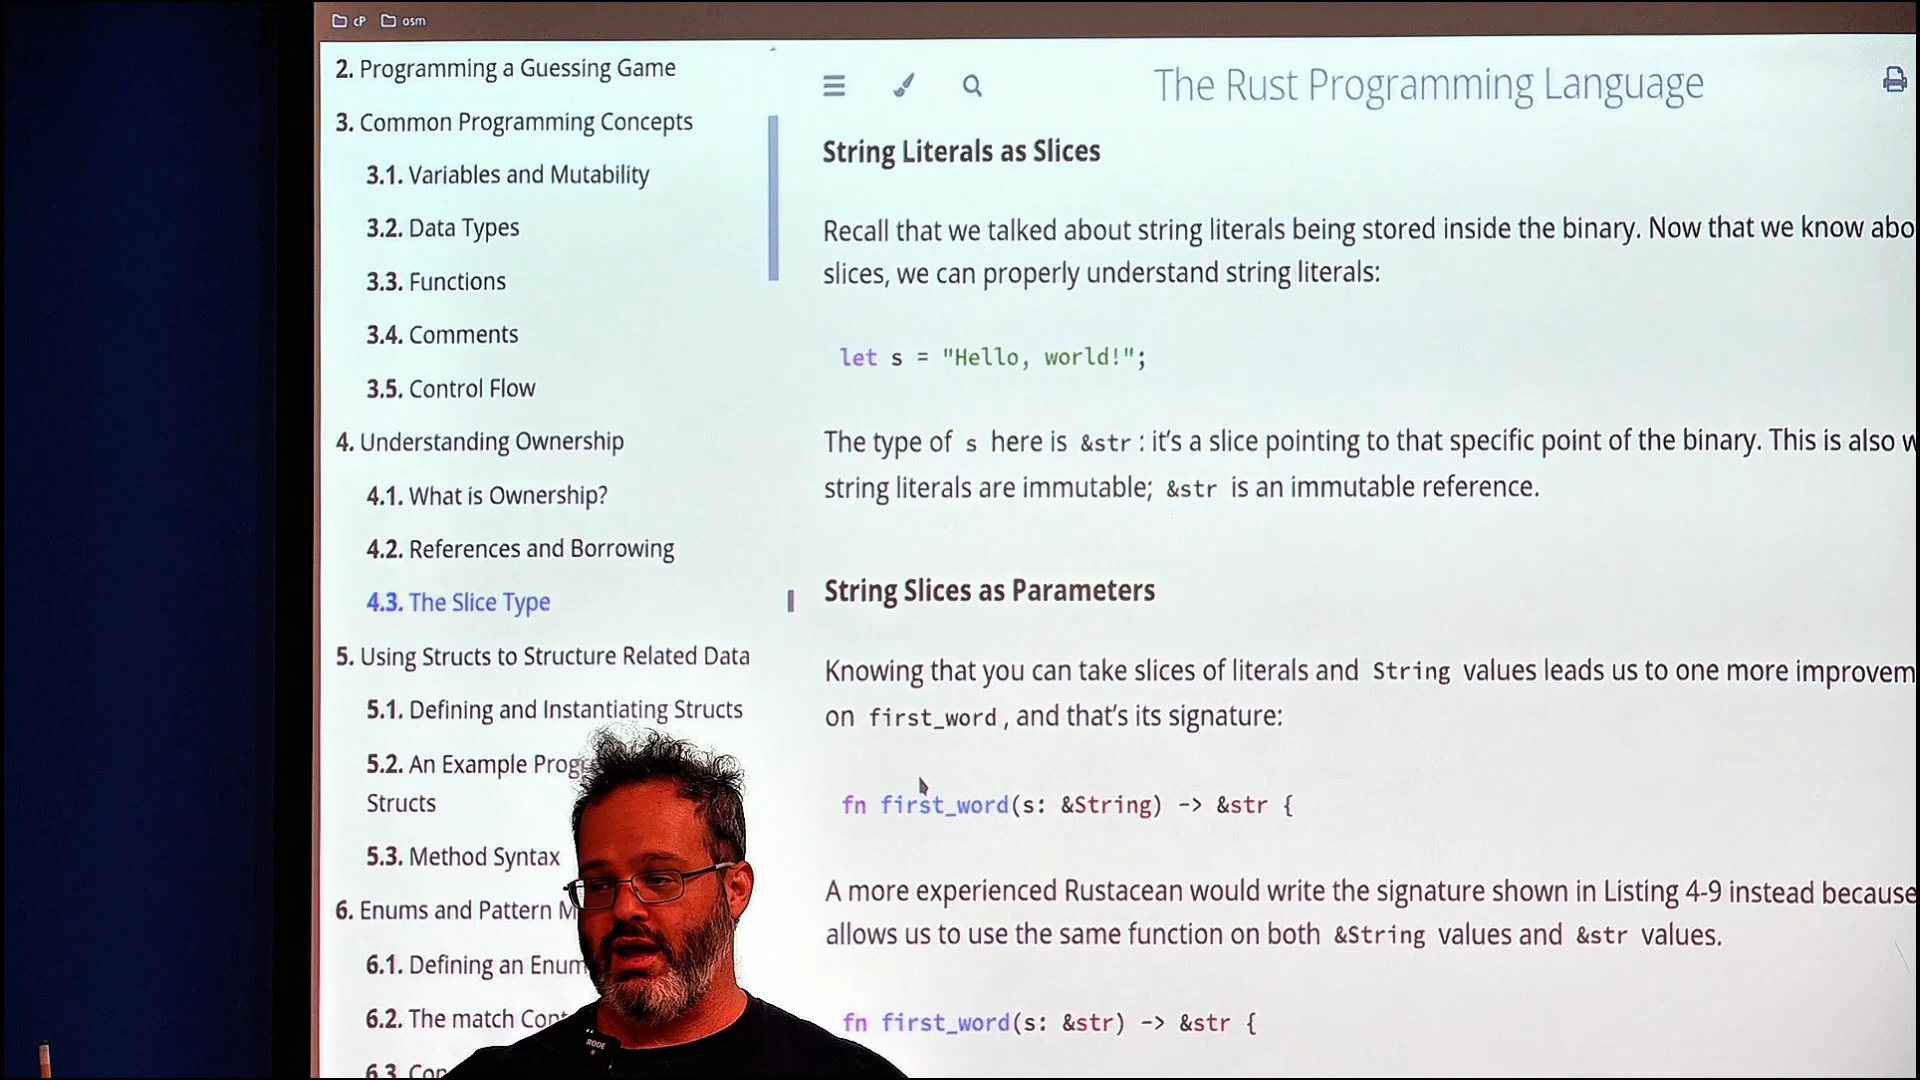 cP osm
2. Programming a Guessing Game
3. Common Programming Concepts
3.1. Variables and Mutability
3.2. Data Types
3.3. Functions
3.4. Comments
3.5. Control Flow
4. Understanding Ownership
4.1. What is Ownership?
4.2. References and Borrowing
4.3. The Slice Type
5. Using Structs to Structure Related Data
5.1. Defining and Instantiating Structs
5.2. An Example Prog
Structs
5.3. Method Syntax
6. Enums and Pattern M
6.1. Defining an Enum
6.2. The match Cont
6.3. Con
The Rust Programming Language
String Literals as Slices
Recall that we talked about string literals being stored inside the binary. Now that we know abo
slices, we can properly understand string literals:
let s = "Hello, world!";
The type of s here is &str: it's a slice pointing to that specific point of the binary. This is also w
string literals are immutable; &str is an immutable reference.
String Slices as Parameters
Knowing that you can take slices of literals and String values leads us to one more improvem
on first_word, and that's its signature:
fn first_word(s: &String) -> &str {
A more experienced Rustacean would write the signature shown in Listing 4-9 instead because
allows us to use the same function on both &String values and &str values.
fn first_word(s: &str) -> &str {
RODE